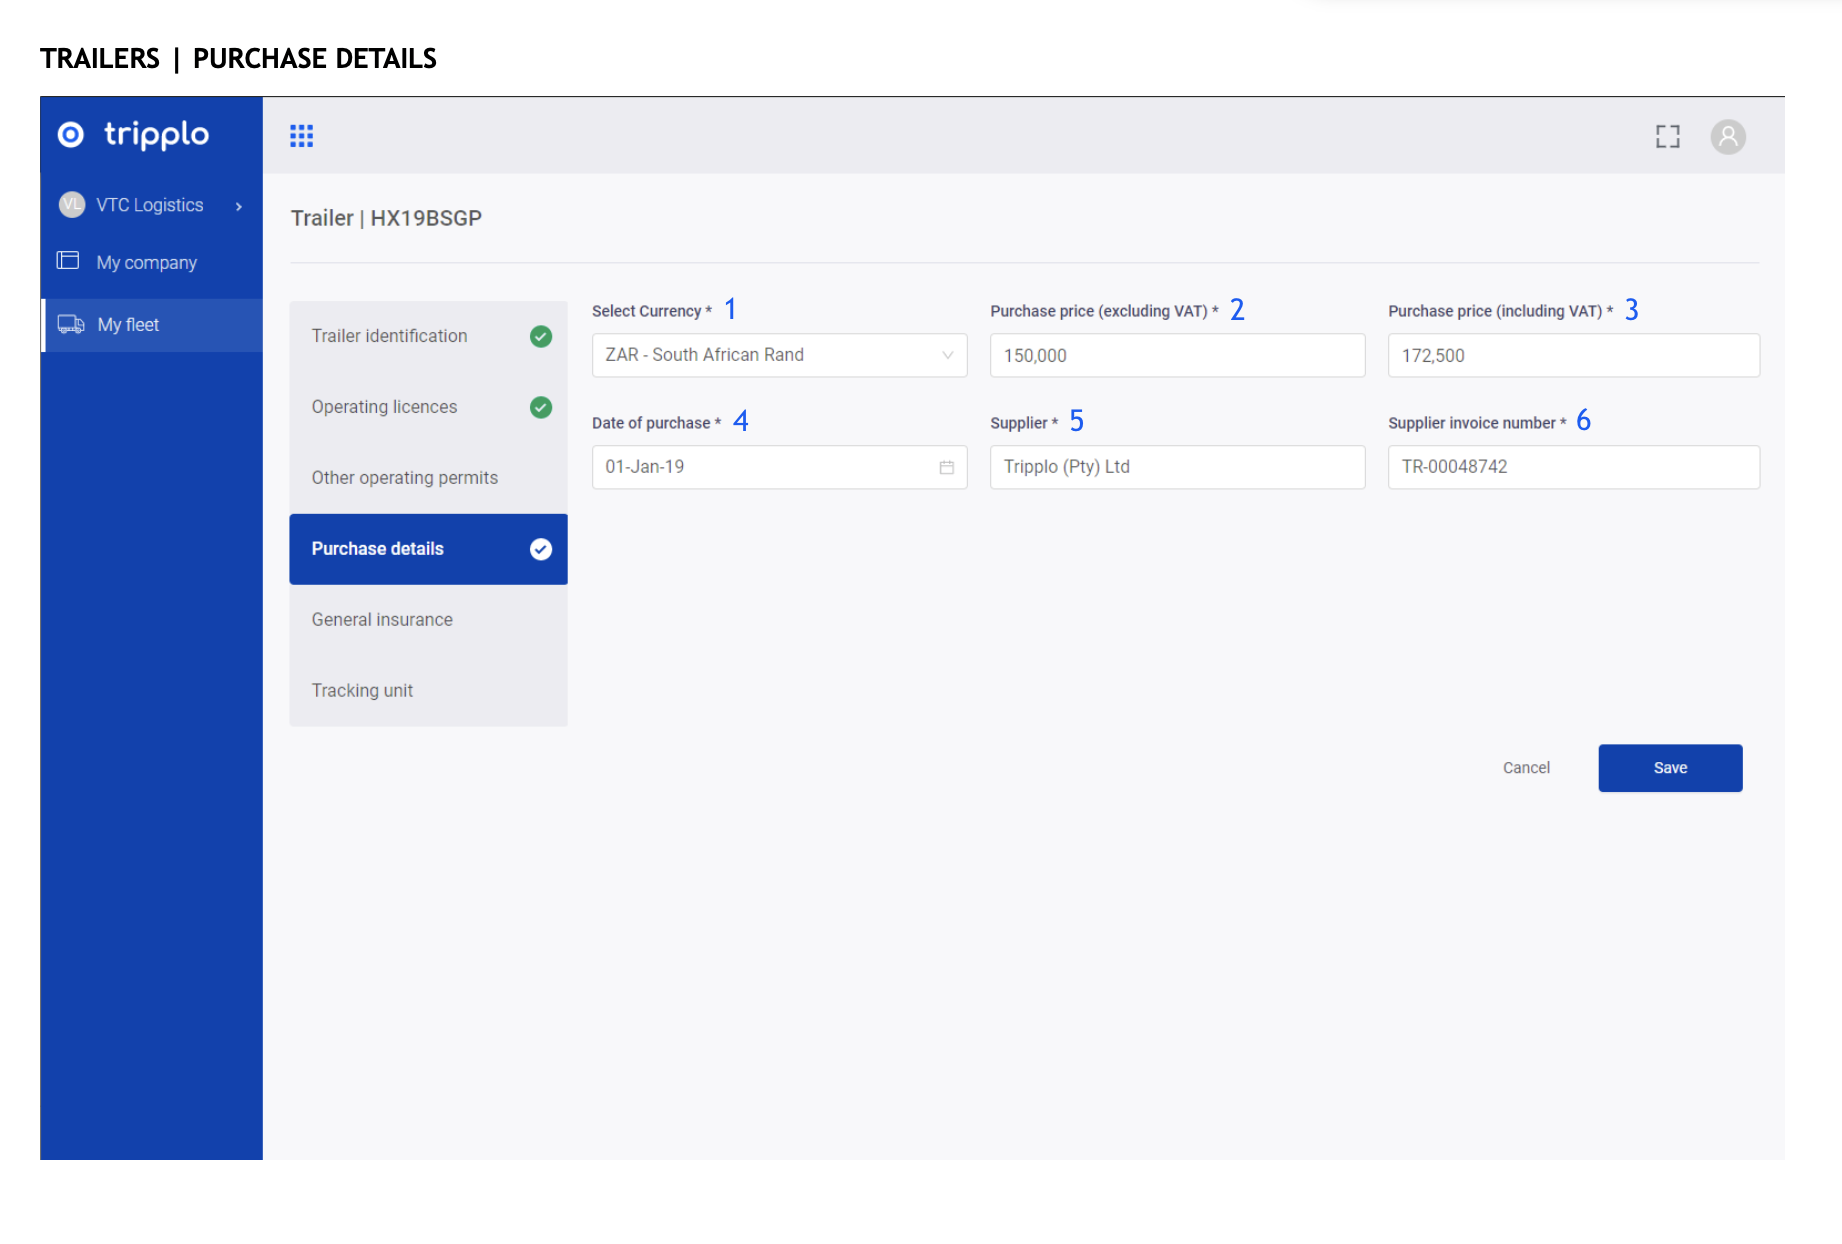 TRAILERS | PURCHASE DETAILS
tripplo
VL VTC Logistics
My company
My fleet
Trailer | HX19BSGP
Trailer identification
Operating licences
Other operating permits
Purchase details
General insurance
Tracking unit
Select Currency * 1
Purchase price (excluding VAT) * 2
Purchase price (including VAT) * 3
ZAR - South African Rand
150,000
172,500
Date of purchase * 4
Supplier * 5
Supplier invoice number * 6
01-Jan-19
Tripplo (Pty) Ltd
TR-00048742
Cancel
Save